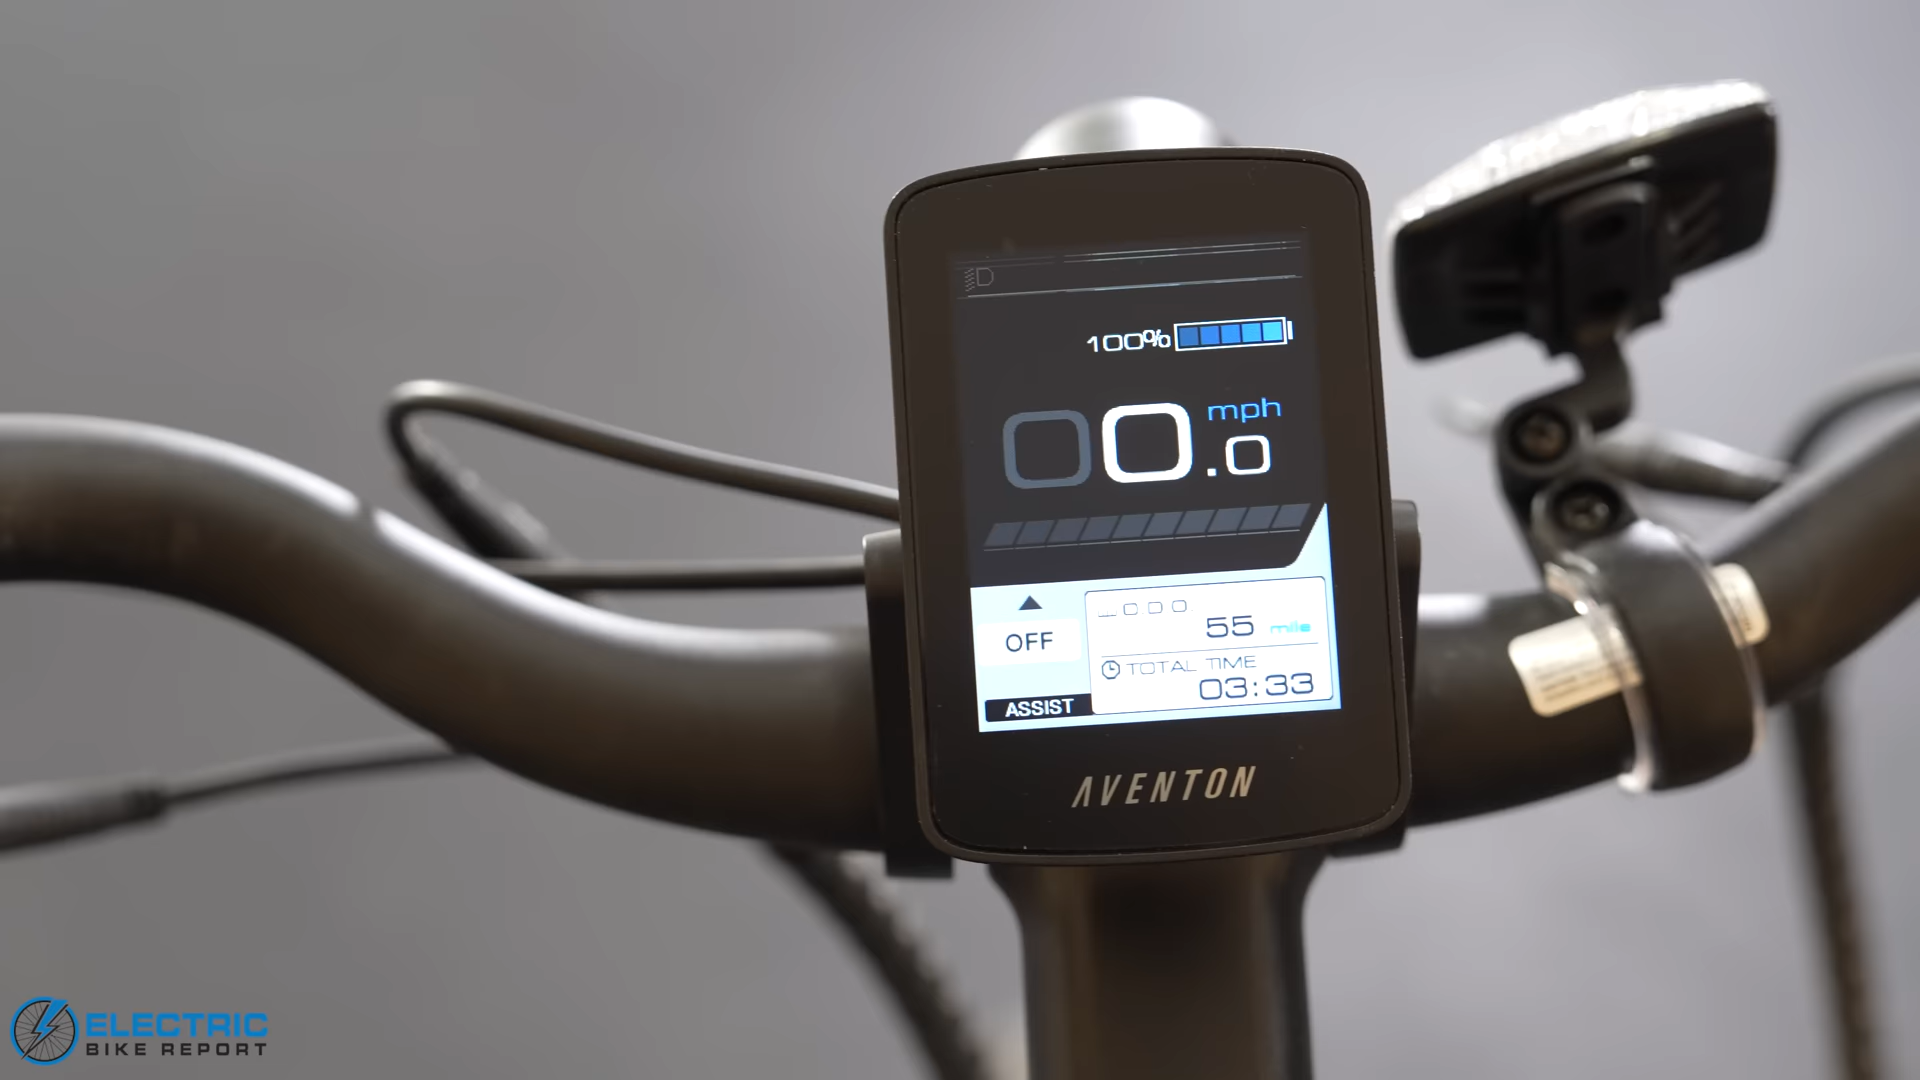 100%
mph
00.0
OFF
ODO
55 mile
TOTAL TIME
03:33
ASSIST
AVENTON
ELECTRIC
BIKE REPORT